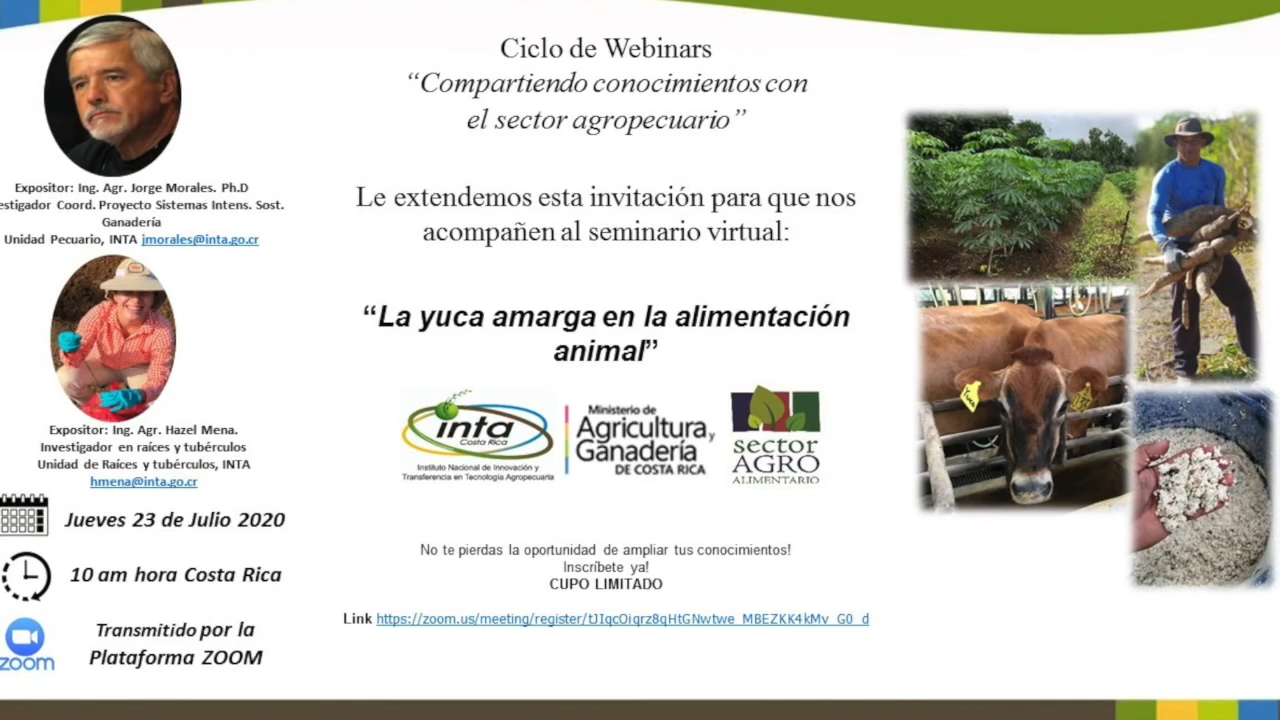 Expositor: Ing. Agr. Jorge Morales. Ph.D
estigador Coord. Proyecto Sistemas Intens. Sost.
Ganadería
Unidad Pecuario, INTA jmorales@inta.go.cr
Expositor: Ing. Agr. Hazel Mena.
Investigador en raíces y tubérculos
Unidad de Raíces y tubérculos, INTA
hmena@inta.go.cr
Jueves 23 de Julio 2020
10 am hora Costa Rica
zoom
Transmitido por la
Plataforma ZOOM
Ciclo de Webinars
“Compartiendo conocimientos con
el sector agropecuario”
Le extendemos esta invitación para que nos
acompañen al seminario virtual:
“La yuca amarga en la alimentación
animal”
inta
Costa Rica
Instituto Nacional de Innovación y
Transferencia en Tecnología Agropecuaria
Ministerio de
Agricultura y
Ganadería
DE COSTA RICA
sector
AGRO
ALIMENTARIO
No te pierdas la oportunidad de ampliar tus conocimientos!
Inscríbete ya!
CUPO LIMITADO
Link https://zoom.us/meeting/register/
Yuca